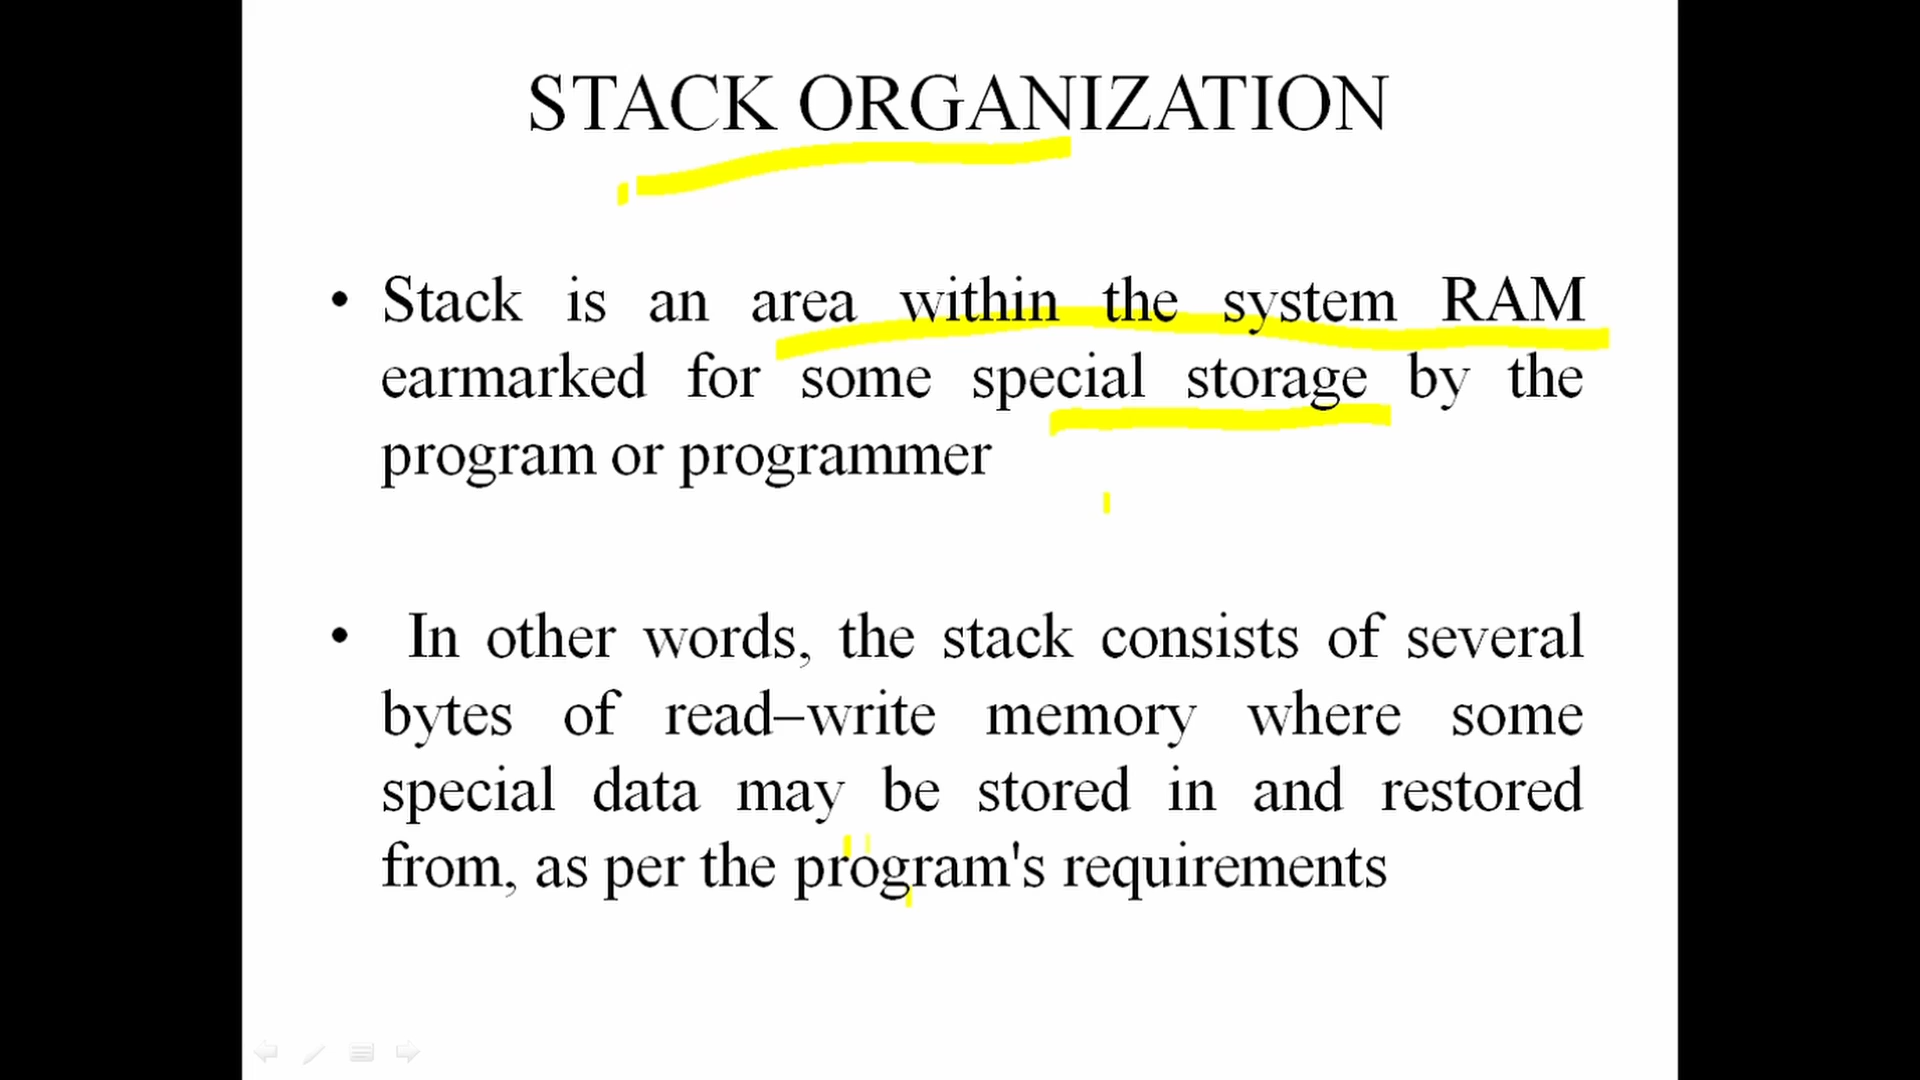 STACK ORGANIZATION
• Stack is an area within the system RAM
earmarked for some special storage by the
program or programmer
• In other words, the stack consists of several
bytes of read–write memory where some
special data may be stored in and restored
from, as per the program's requirements